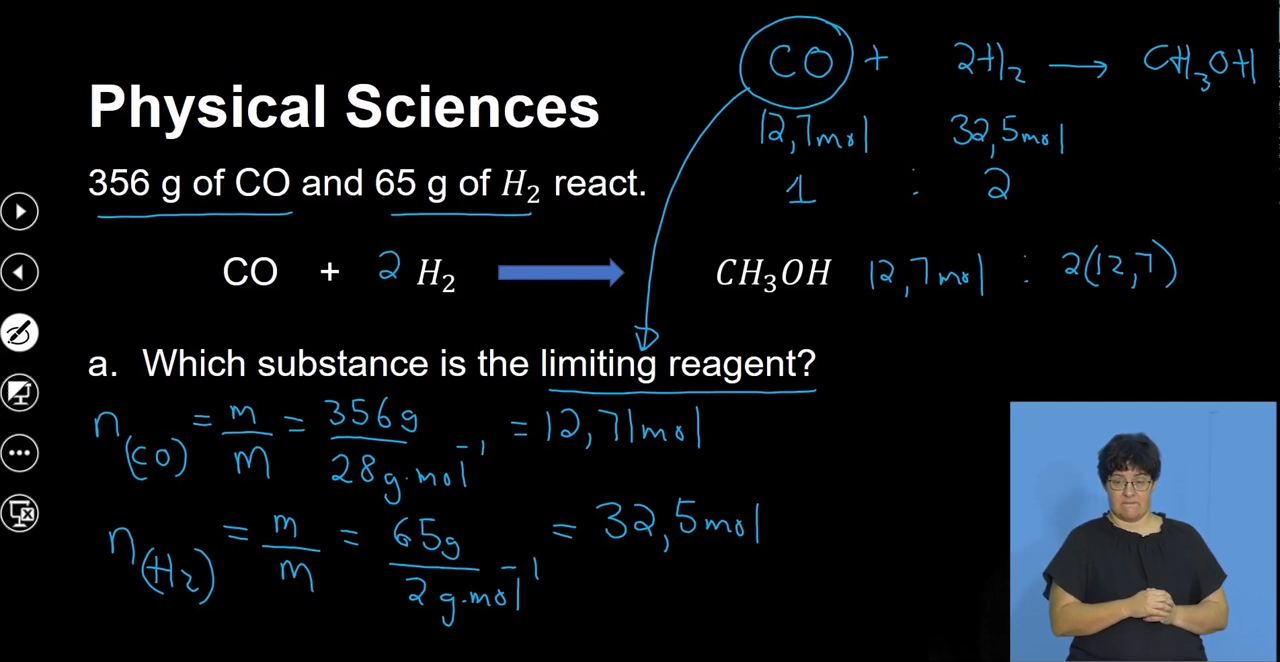 CO + 2H₂ → CH₃OH
Physical Sciences
12,7mol 32,5mol
356 g of CO and 65 g of H₂ react.
1 : 2
CO + 2 H₂ CH₃OH 12,7mol : 2(12,7)
a. Which substance is the limiting reagent?
n(CO) = m/M = 356g/28g·mol⁻¹ = 12,71mol
n(H₂) = m/m = 65g/2g·mol⁻¹ = 32,5mol